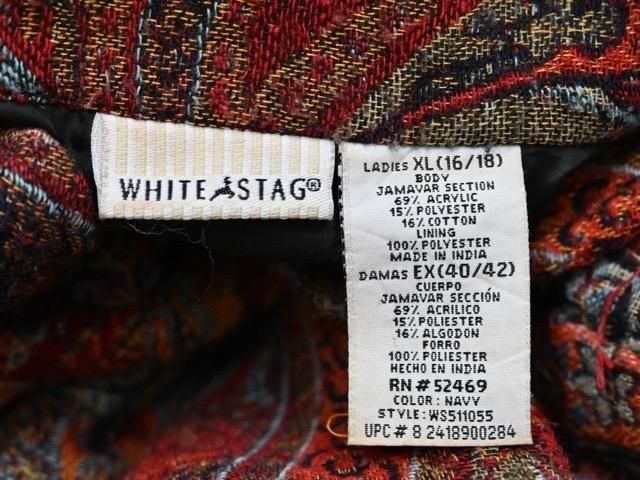 WHITE STAG®
LADIES XL(16/18)
BODY
JAMAVAR SECTION
69% ACRYLIC
15% POLYESTER
16% COTTON
LINING
100% POLYESTER
MADE IN INDIA
DAMAS EX(40/42)
CUERPO
JAMAVAR SECCIÓN
69% ACRILICO
15% POLIESTER
16% ALGODON
FORRO
100% POLIESTER
HECHO EN INDIA
RN# 52469
COLOR: NAVY
STYLE: WS511055
UPC # 8 2418900284